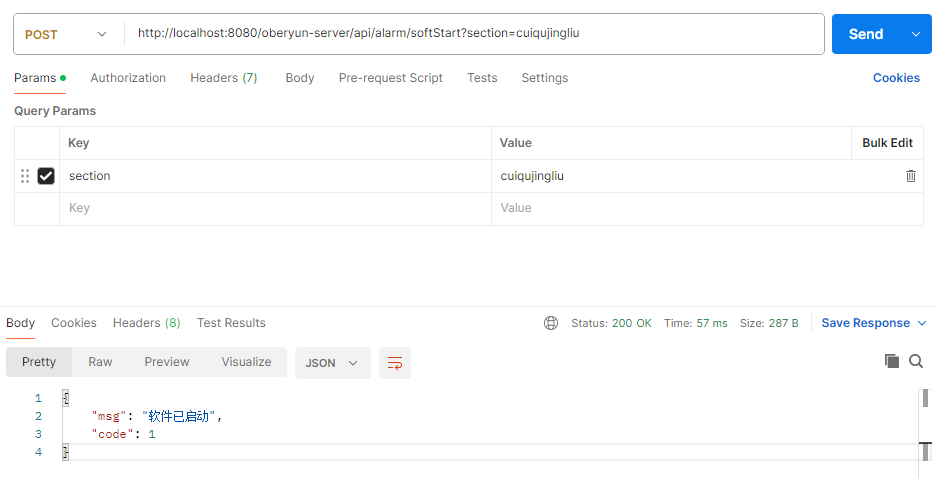 POST http://localhost:8080/oberyun-server/api/alarm/softStart?section=cuiqujingliu Send
Params Authorization Headers (7) Body Pre-request Script Tests Settings Cookies
Query Params
Key Value Bulk Edit
section cuiqujingliu
Key Value
Body Cookies Headers (8) Test Results Status: 200 OK Time: 57 ms Size: 287 B Save Response
Pretty Raw Preview Visualize JSON
1 {
2 "msg": "软件已启动",
3 "code": 1
4 }